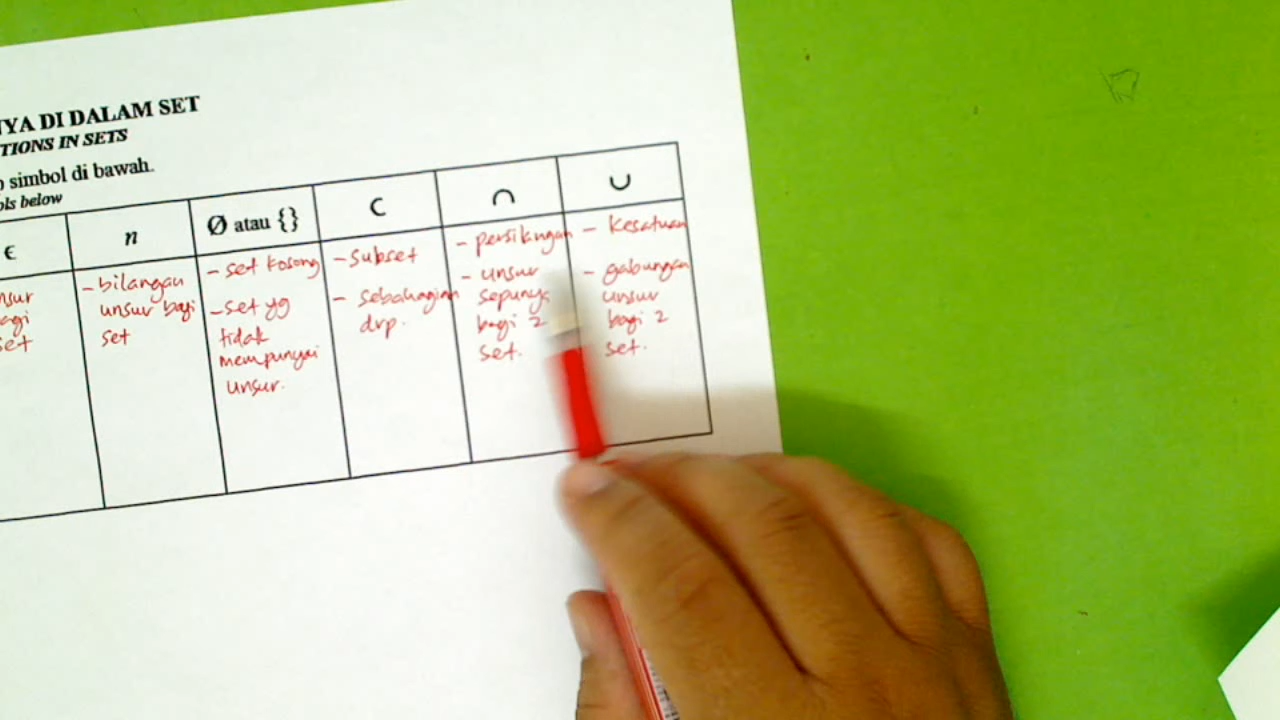 NYA DI DALAM SET
TIONS IN SETS
simbol di bawah.
ols below
ϵ
n
Ø atau {}
⊂
∩
∪
nsur
agi
set
- bilangan
unsur bagi
set
- set kosong
- set yg
tidak
mempunyai
unsur.
- subset
- sebahagian
drp.
- persilangan
- unsur
sepunya
bagi 2
set.
- Kesatuan
- gabungan
unsur
bagi 2
set.